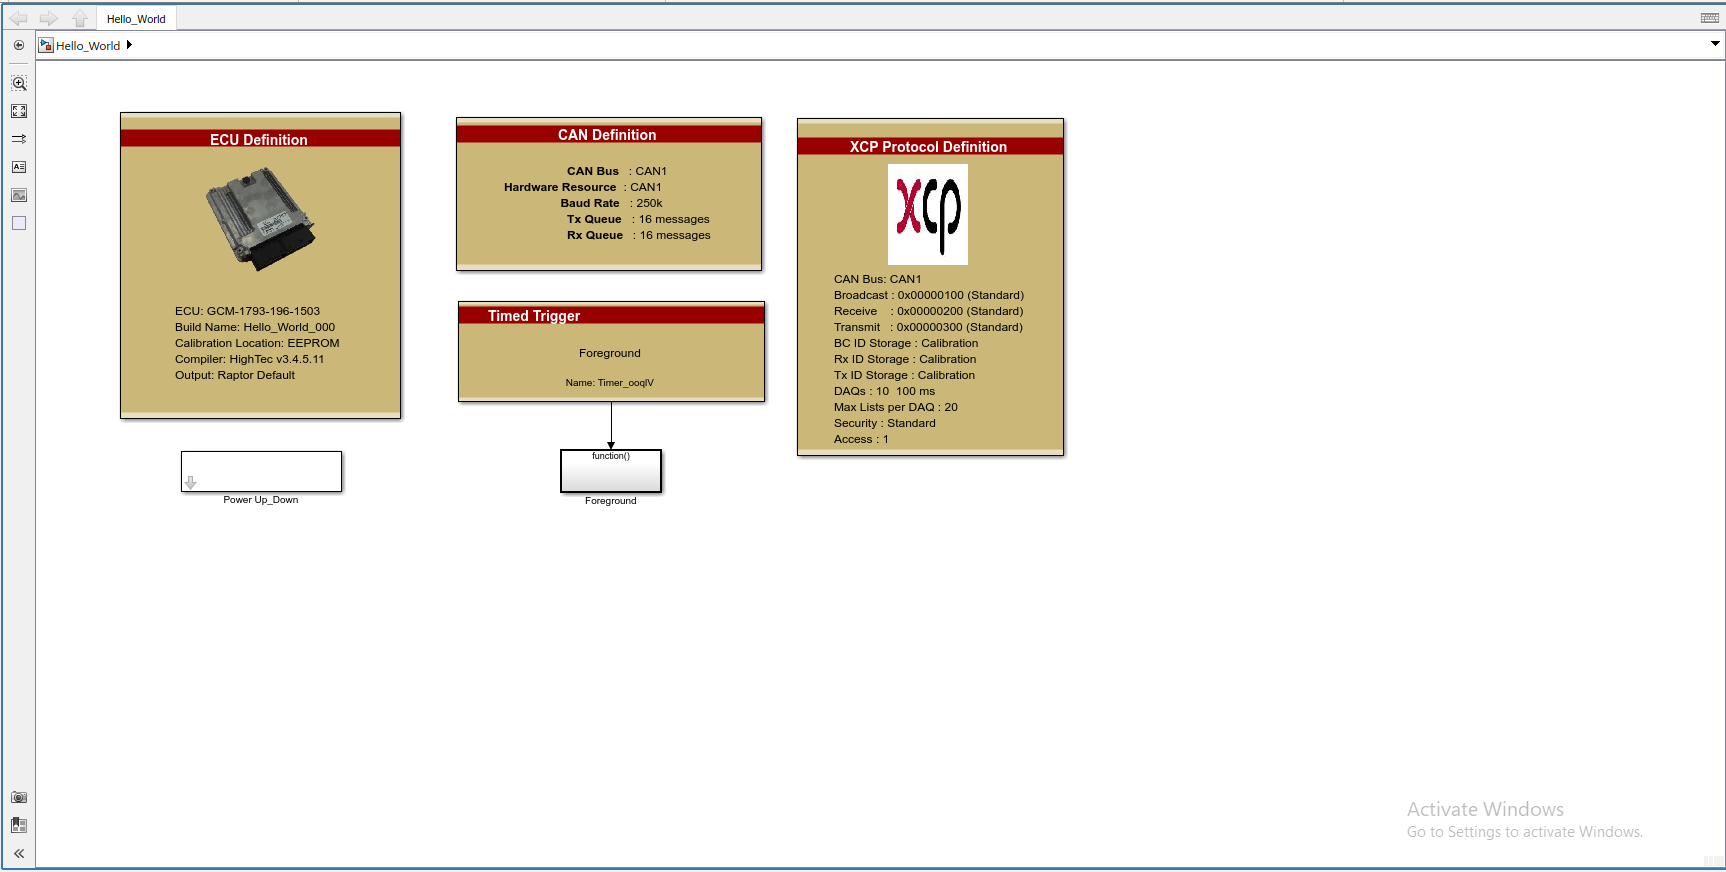 Hello_World
Hello_World
ECU Definition
ECU: GCM-1793-196-1503
Build Name: Hello_World_000
Calibration Location: EEPROM
Compiler: HighTec v3.4.5.11
Output: Raptor Default
Power Up_Down
CAN Definition
CAN Bus : CAN1
Hardware Resource : CAN1
Baud Rate : 250k
Tx Queue : 16 messages
Rx Queue : 16 messages
Timed Trigger
Foreground
Name: Timer_ooqlV
function()
Foreground
XCP Protocol Definition
xcp
CAN Bus: CAN1
Broadcast : 0x00000100 (Standard)
Receive : 0x00000200 (Standard)
Transmit : 0x00000300 (Standard)
BC ID Storage : Calibration
Rx ID Storage : Calibration
Tx ID Storage : Calibration
DAQs : 10 100 ms
Max Lists per DAQ : 20
Security : Standard
Access : 1
Activate Windows
Go to Settings to activate Windows.